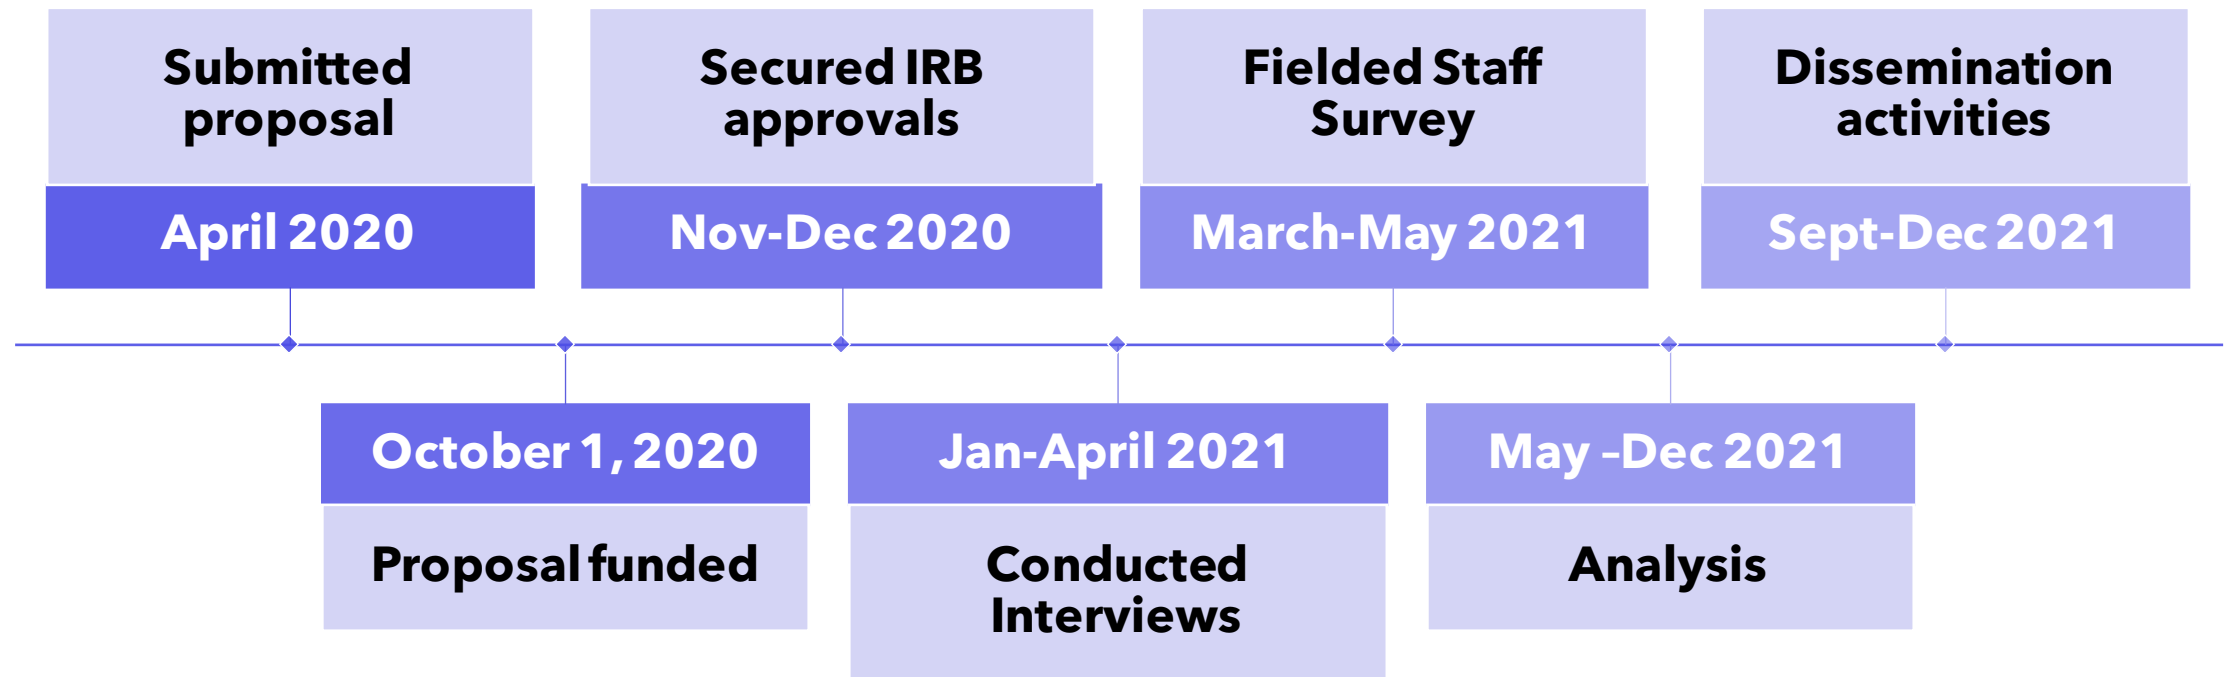 Submitted
proposal
April 2020
October 1, 2020
Proposal funded
Secured IRB
approvals
Nov-Dec 2020
Jan-April 2021
Conducted
Interviews
Fielded Staff
Survey
March-May 2021
May –Dec 2021
Analysis
Dissemination
activities
Sept-Dec 2021